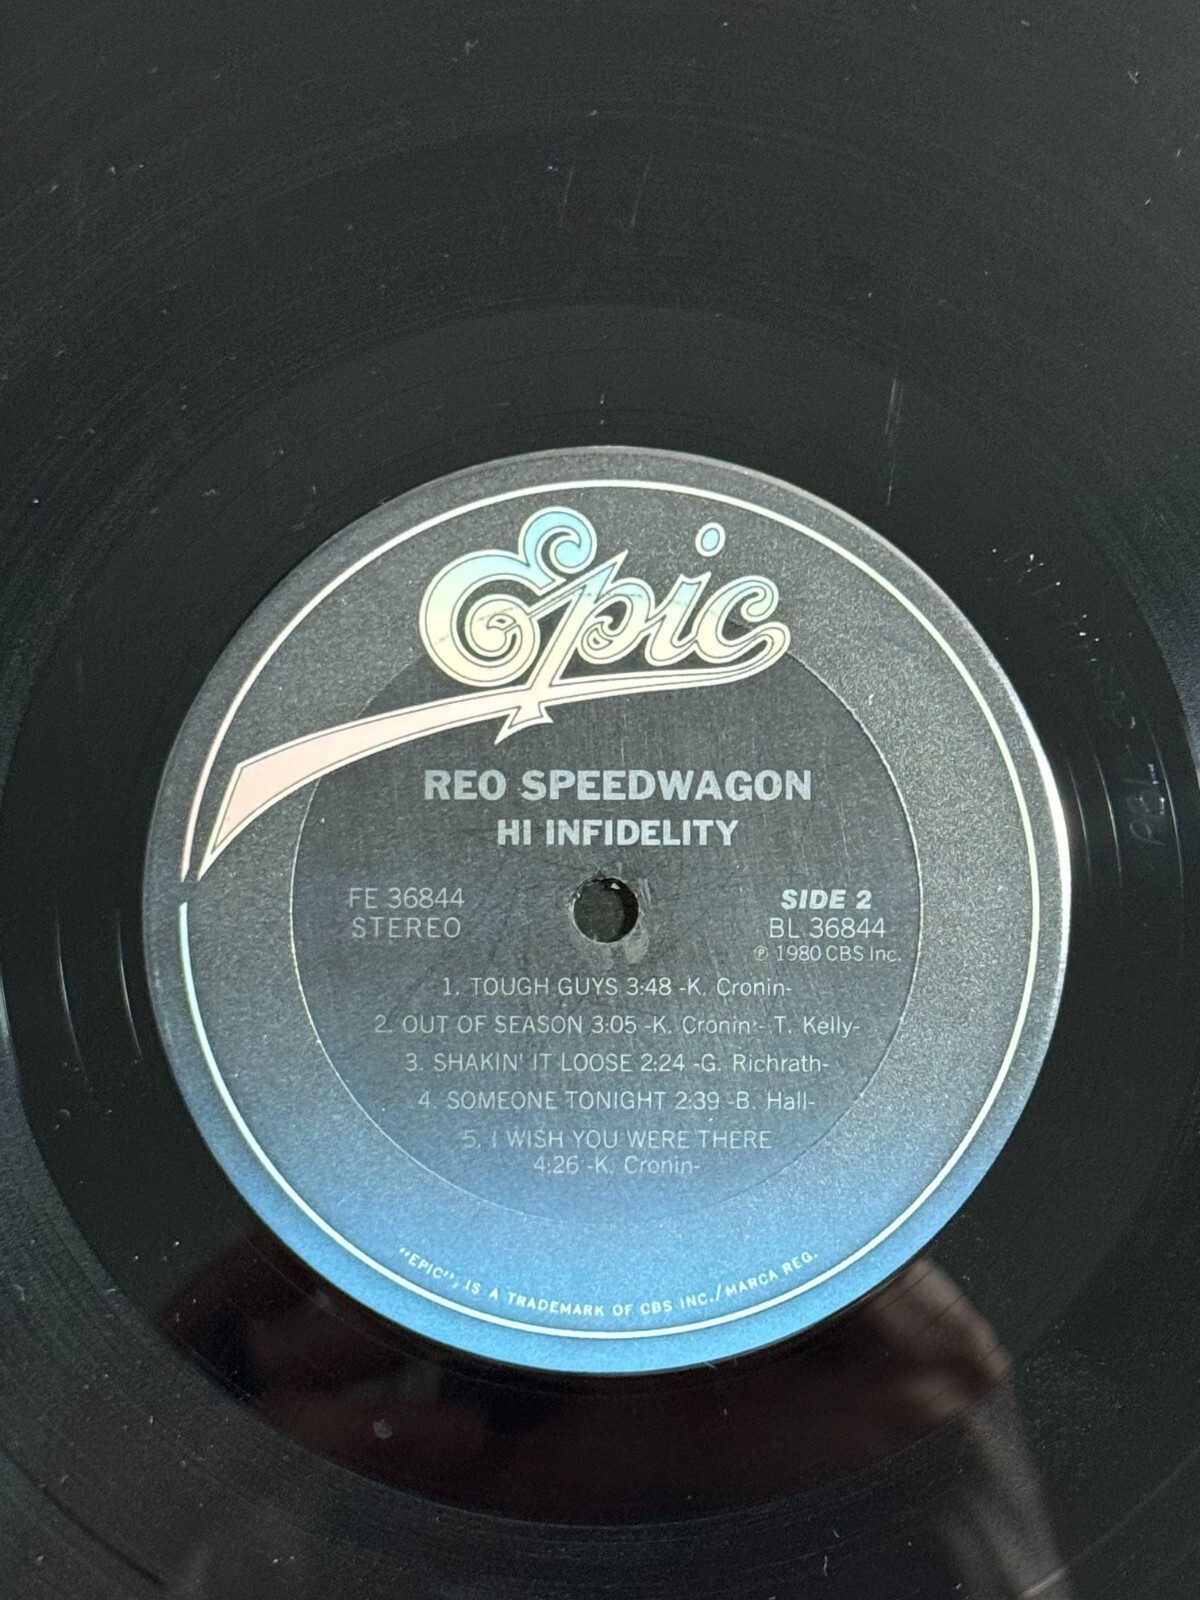 Epic
REO SPEEDWAGON
HI INFIDELITY
FE 36844
STEREO
SIDE 2
BL 36844
℗ 1980 CBS Inc.
1. TOUGH GUYS 3:48 -K. Cronin-
2. OUT OF SEASON 3:05 -K. Cronin- T. Kelly-
3. SHAKIN' IT LOOSE 2:24 -G. Richrath-
4. SOMEONE TONIGHT 2:39 -B. Hall-
5. I WISH YOU WERE THERE
4:26 -K. Cronin-
"EPIC", IS A TRADEMARK OF CBS INC./MARCA REG.